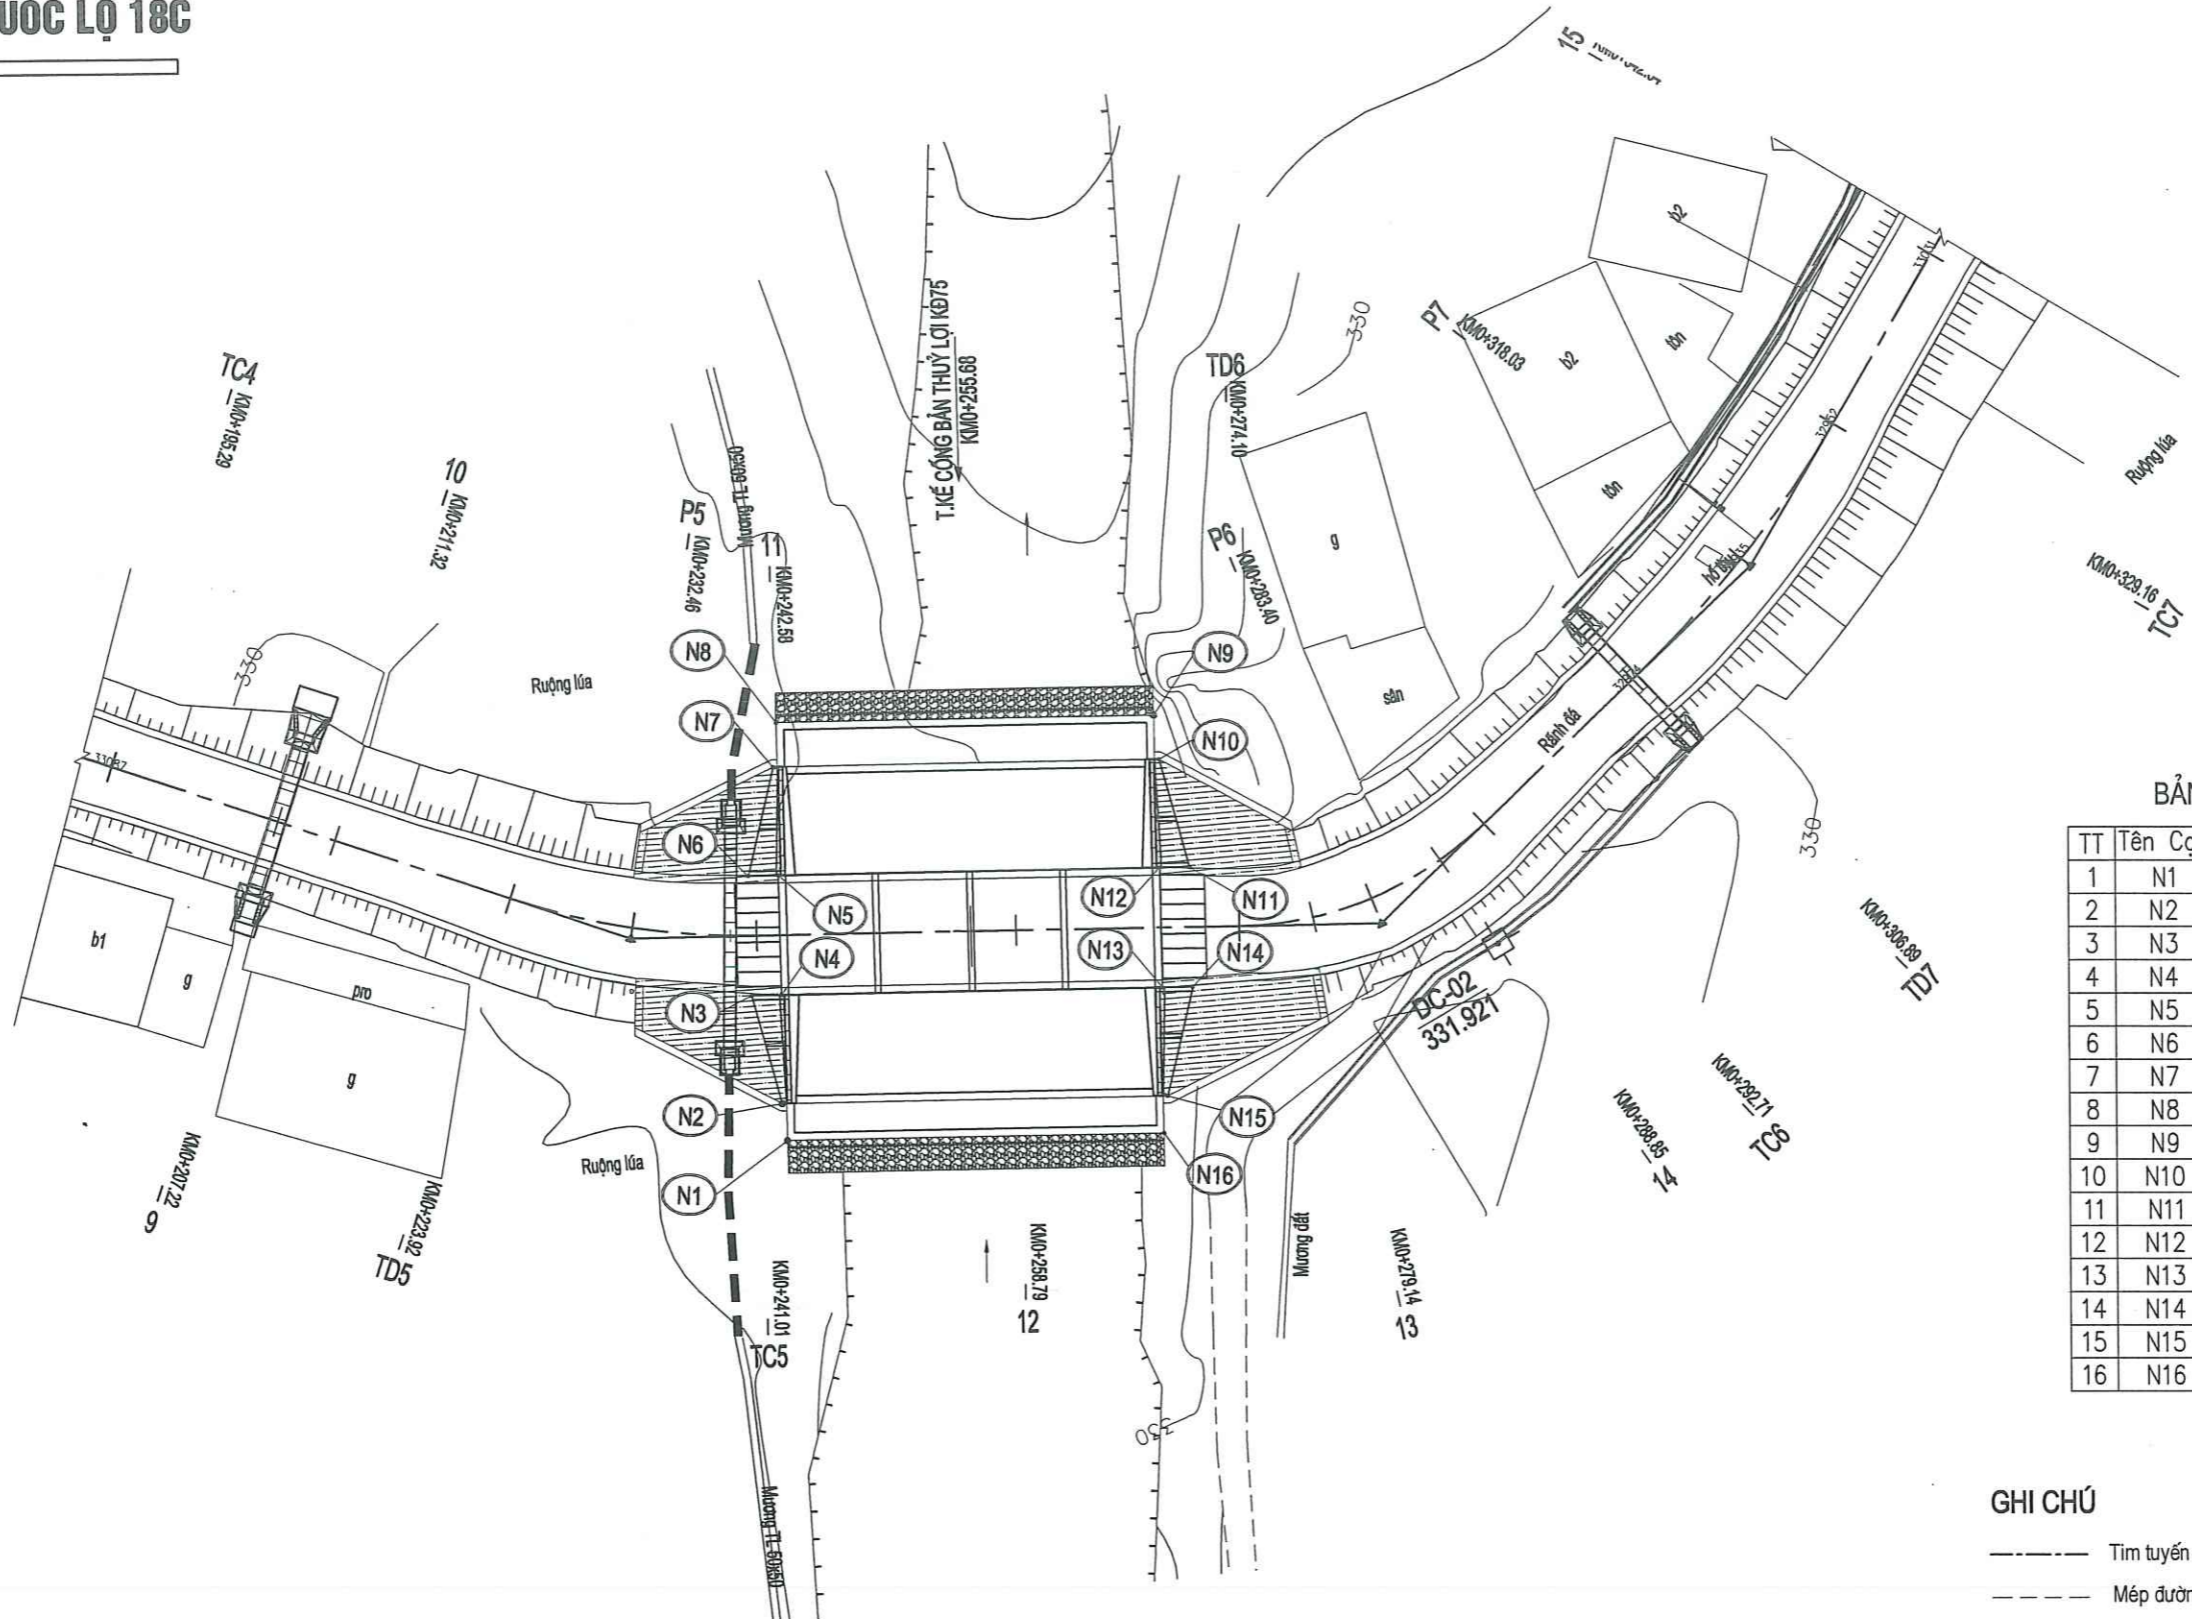 UỐC LỘ 18C
15
TC4
KM0+195.29
10
KM0+211.32
P5
KM0+232.46
Mương TL 60x50
11
KM0+242.58
T.KẾ CỐNG BẢN THUỶ LỢI KĐ75
KM0+255.68
TD6
KM0+274.10
P6
KM0+283.40
330
P7
KM0+318.03
b2
b2
tôn
tôn
g
sân
3295
Ruộng lúa
KM0+329.16
TC7
330
Ruộng lúa
N8
N7
N6
N5
N4
N3
N2
N1
N9
N10
N12
N11
N13
N14
N15
N16
33087
Rãnh đá
b1
g
pro
g
Ruộng lúa
DC-02
331.921
330
KM0+306.89
TD7
KM0+292.71
TC6
KM0+288.85
14
KM0+207.22
9
KM0+223.92
TD5
KM0+241.01
TC5
KM0+258.79
12
Mương đất
KM0+279.14
13
330
Mương TL 50x50
BẢN
TT Tên Cọ
1 N1
2 N2
3 N3
4 N4
5 N5
6 N6
7 N7
8 N8
9 N9
10 N10
11 N11
12 N12
13 N13
14 N14
15 N15
16 N16
GHI CHÚ
Tim tuyến
Mép đườn